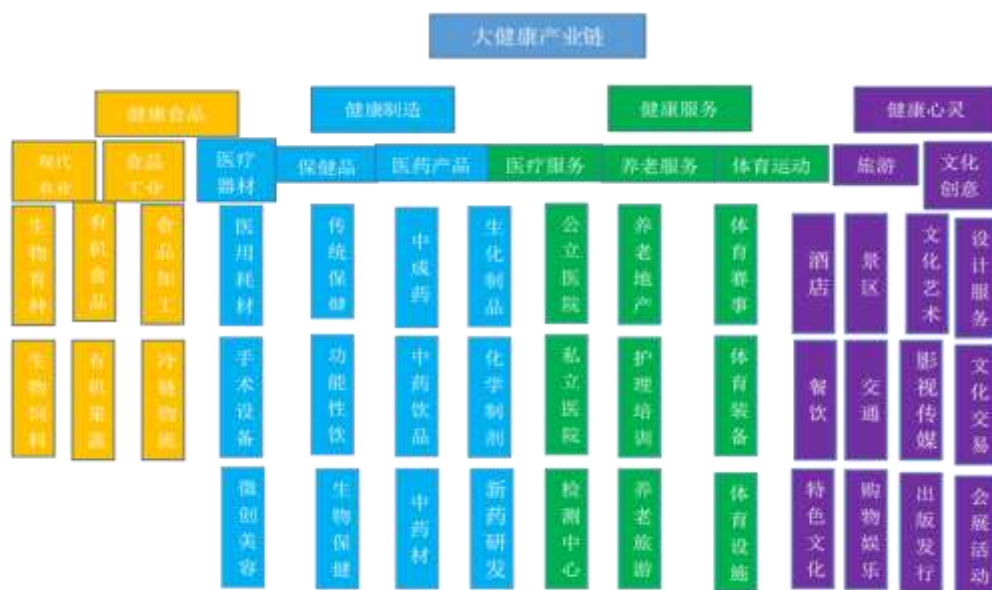 大健康产业链
健康食品
健康制造
健康服务
健康心灵
现代
农业
食品
工业
医疗
器材
保健品
医药产品
医疗服务
养老服务
体育运动
旅游
文化
创意
生物育种
有机食品
食品加工
医用耗材
传统保健
中成药
生化制品
公立医院
养老地产
体育赛事
酒店
景区
文化艺术
设计服务
生物饲料
有机果蔬
冷链物流
手术设备
功能性饮
中药饮品
化学制剂
私立医院
护理培训
体育装备
餐饮
交通
影视传媒
文化交易
微创美容
生物保健
中药材
新药研发
检测中心
养老旅游
体育设施
特色文化
购物娱乐
出版发行
会展活动